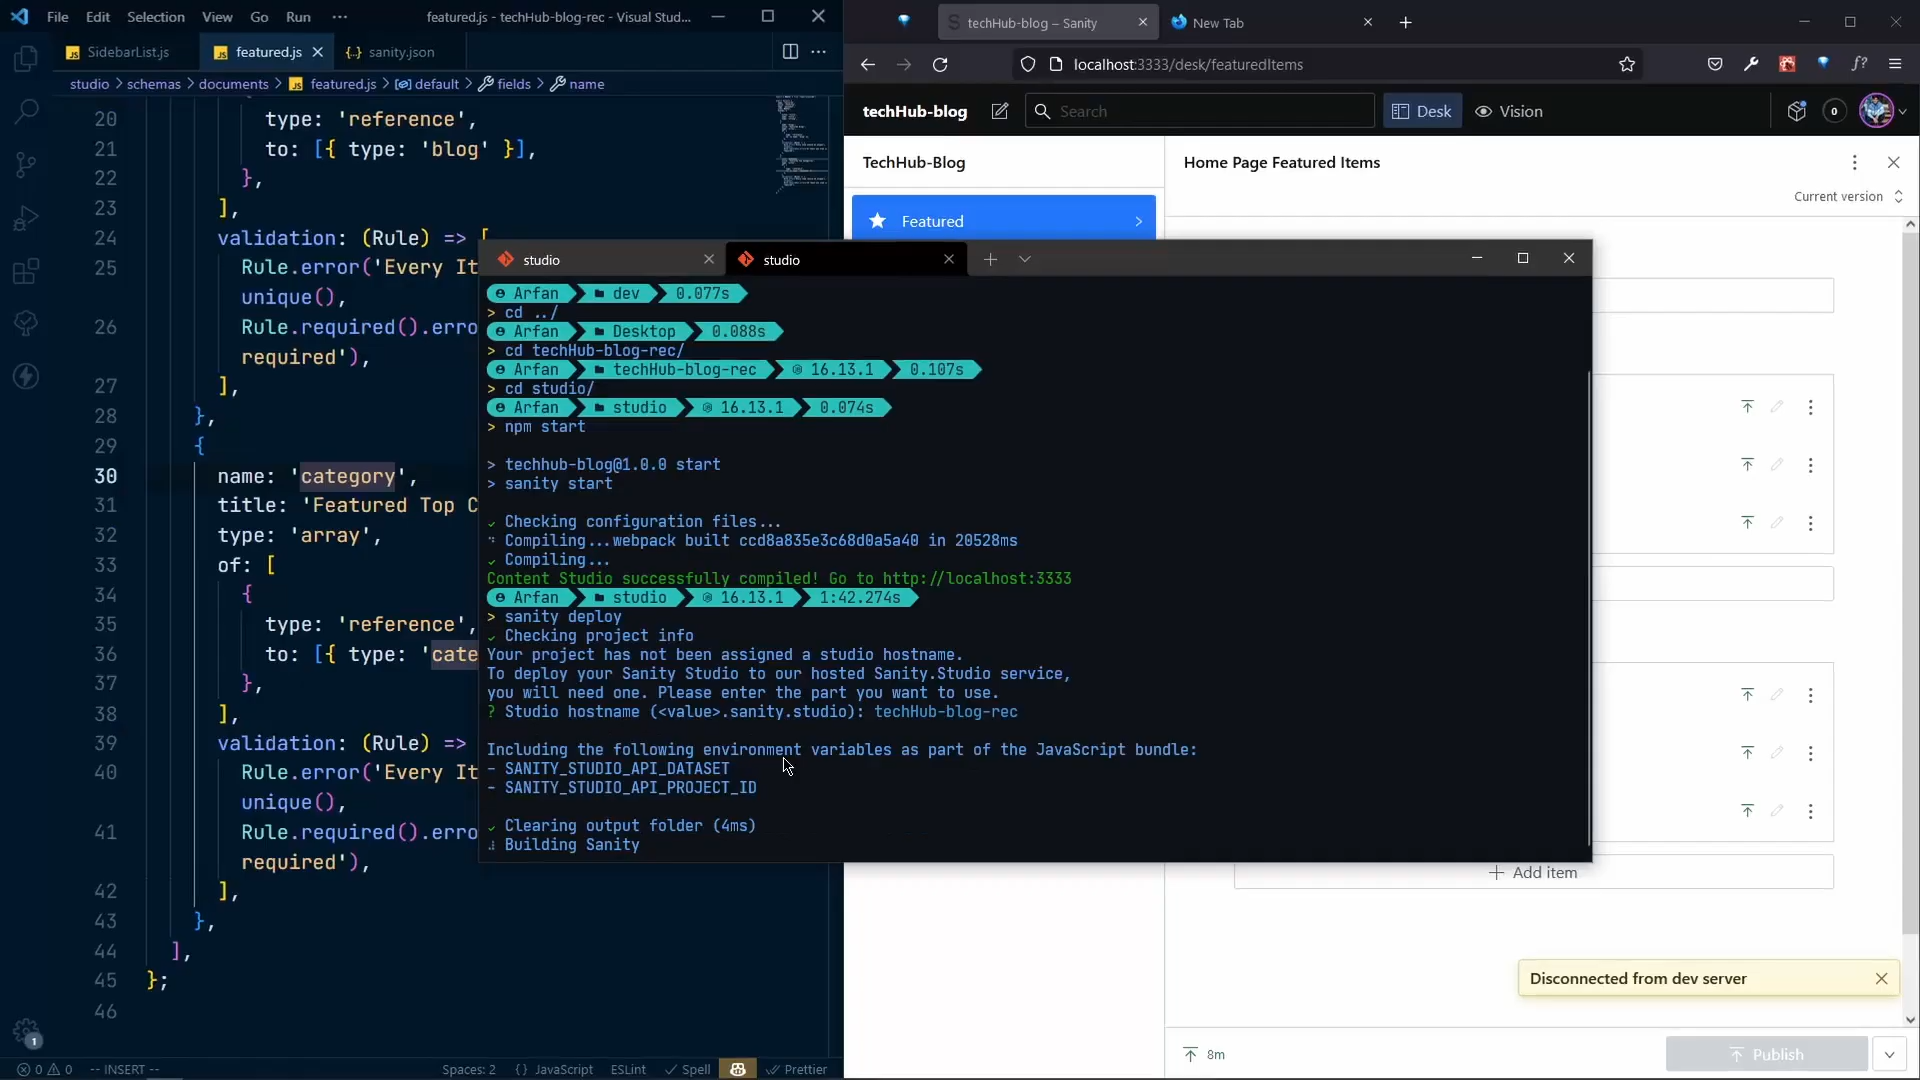 File Edit Selection View Go Run ··· featured.js - techHub-blog-rec - Visual Stud...
SidebarList.js featured.js sanity.json
studio > schemas > documents > featured.js > default > fields > name
20 type: 'reference',
21 to: [{ type: 'blog' }],
22 },
23 ],
24 validation: (Rule) => [
25 Rule.error('Every It
unique(),
26 Rule.required().erro
required'),
27 ],
28 },
29 {
30 name: 'category',
31 title: 'Featured Top C
32 type: 'array',
33 of: [
34 {
35 type: 'reference',
36 to: [{ type: 'cate
37 },
38 ],
39 validation: (Rule) =>
40 Rule.error('Every It
unique(),
41 Rule.required().erro
required'),
42 ],
43 },
44 ],
45 };
46
1
0 0 -- INSERT -- Spaces: 2 {} JavaScript ESLint Spell Prettier
studio studio
Arfan dev 0.077s
> cd ../
Arfan Desktop 0.088s
> cd techHub-blog-rec/
Arfan techHub-blog-rec 16.13.1 0.107s
> cd studio/
Arfan studio 16.13.1 0.074s
> npm start
> techhub-blog@1.0.0 start
> sanity start
✓ Checking configuration files...
Compiling...webpack built ccd8a835e3c68d0a5a40 in 20528ms
✓ Compiling...
Content Studio successfully compiled! Go to http://localhost:3333
Arfan studio 16.13.1 1:42.274s
> sanity deploy
✓ Checking project info
Your project has not been assigned a studio hostname.
To deploy your Sanity Studio to our hosted Sanity.Studio service,
you will need one. Please enter the part you want to use.
? Studio hostname (<value>.sanity.studio): techHub-blog-rec
Including the following environment variables as part of the JavaScript bundle:
- SANITY_STUDIO_API_DATASET
- SANITY_STUDIO_API_PROJECT_ID
✓ Clearing output folder (4ms)
Building Sanity
techHub-blog – Sanity New Tab
localhost:3333/desk/featuredItems
techHub-blog Search Desk Vision 0
TechHub-Blog
Featured
Home Page Featured Items
Current version
Add item
Disconnected from dev server
8m
Publish